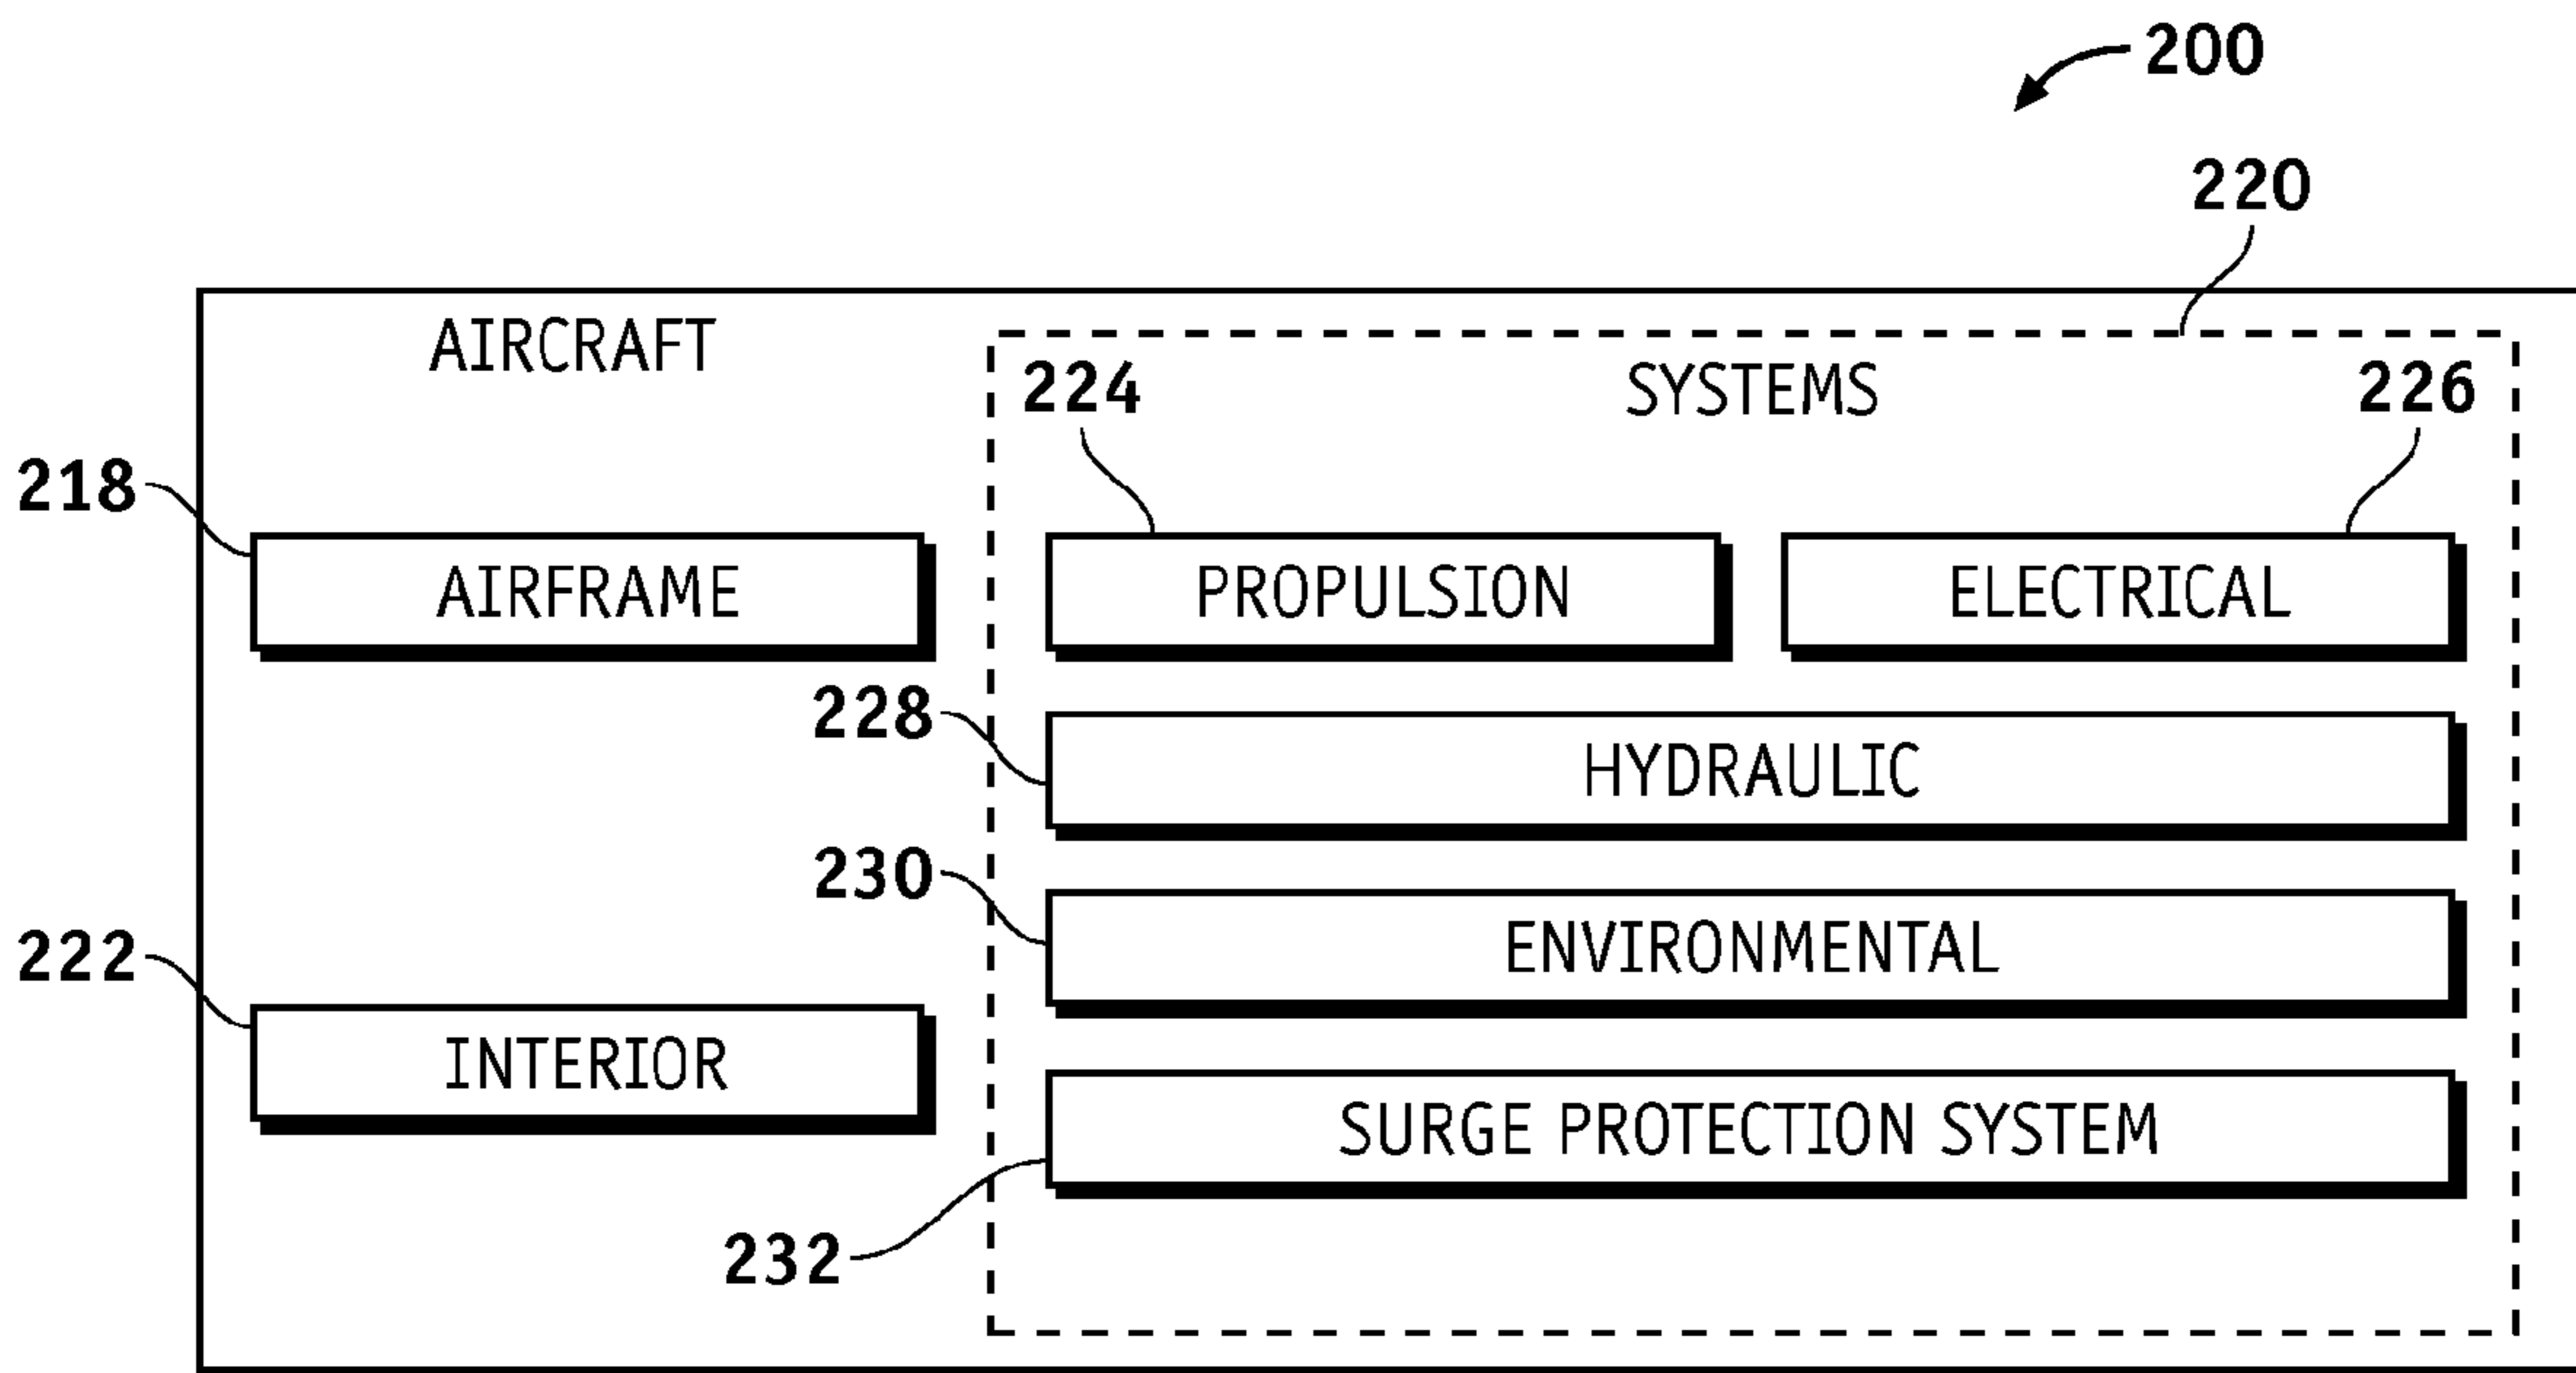 200
220
AIRCRAFT
SYSTEMS
224
226
218
AIRFRAME
PROPULSION
ELECTRICAL
228
HYDRAULIC
230
ENVIRONMENTAL
222
INTERIOR
SURGE PROTECTION SYSTEM
232